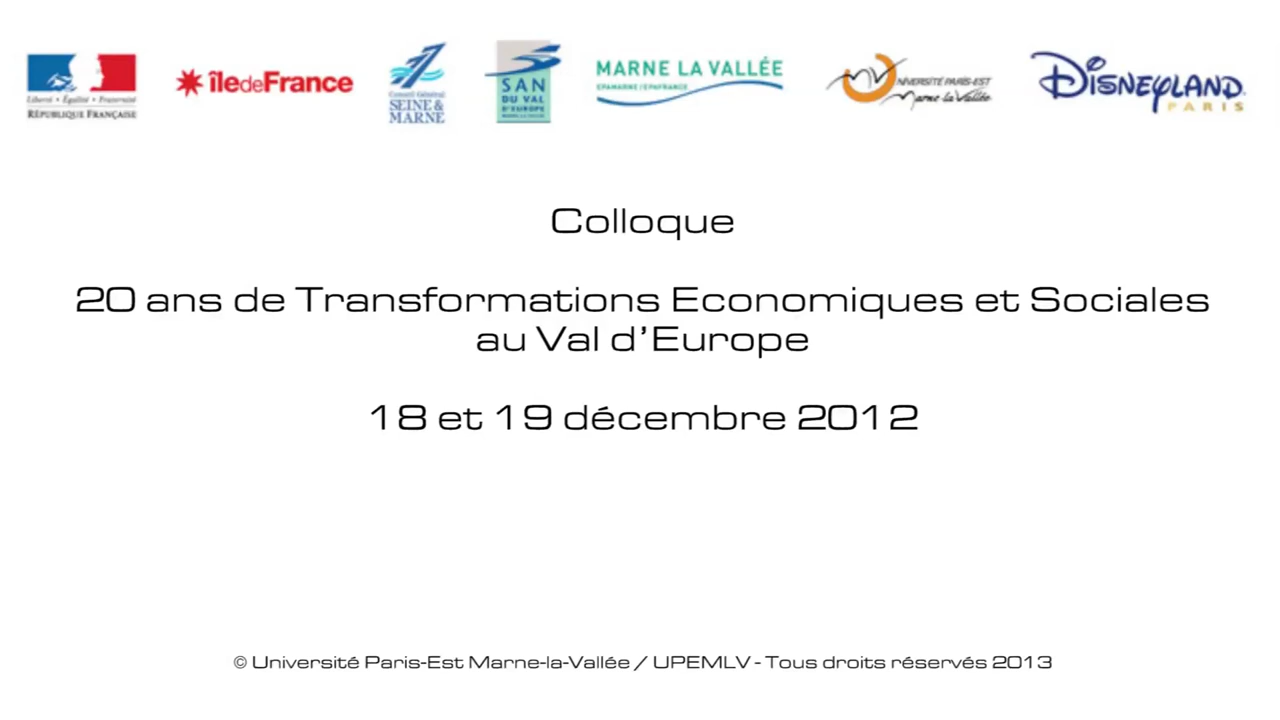 Liberté • Égalité • Fraternité
RÉPUBLIQUE FRANÇAISE
îledeFrance
Conseil Général
SEINE &
MARNE
SAN
DU VAL
D'EUROPE
MARNE LA VALLÉE
EPAMARNE / EPAFRANCE
UNIVERSITÉ PARIS-EST
Marne-la-Vallée
DISNEYLAND
PARIS
Colloque
20 ans de Transformations Economiques et Sociales
au Val d'Europe
18 et 19 décembre 2012
© Université Paris-Est Marne-la-Vallée / UPEMLV - Tous droits réservés 2013